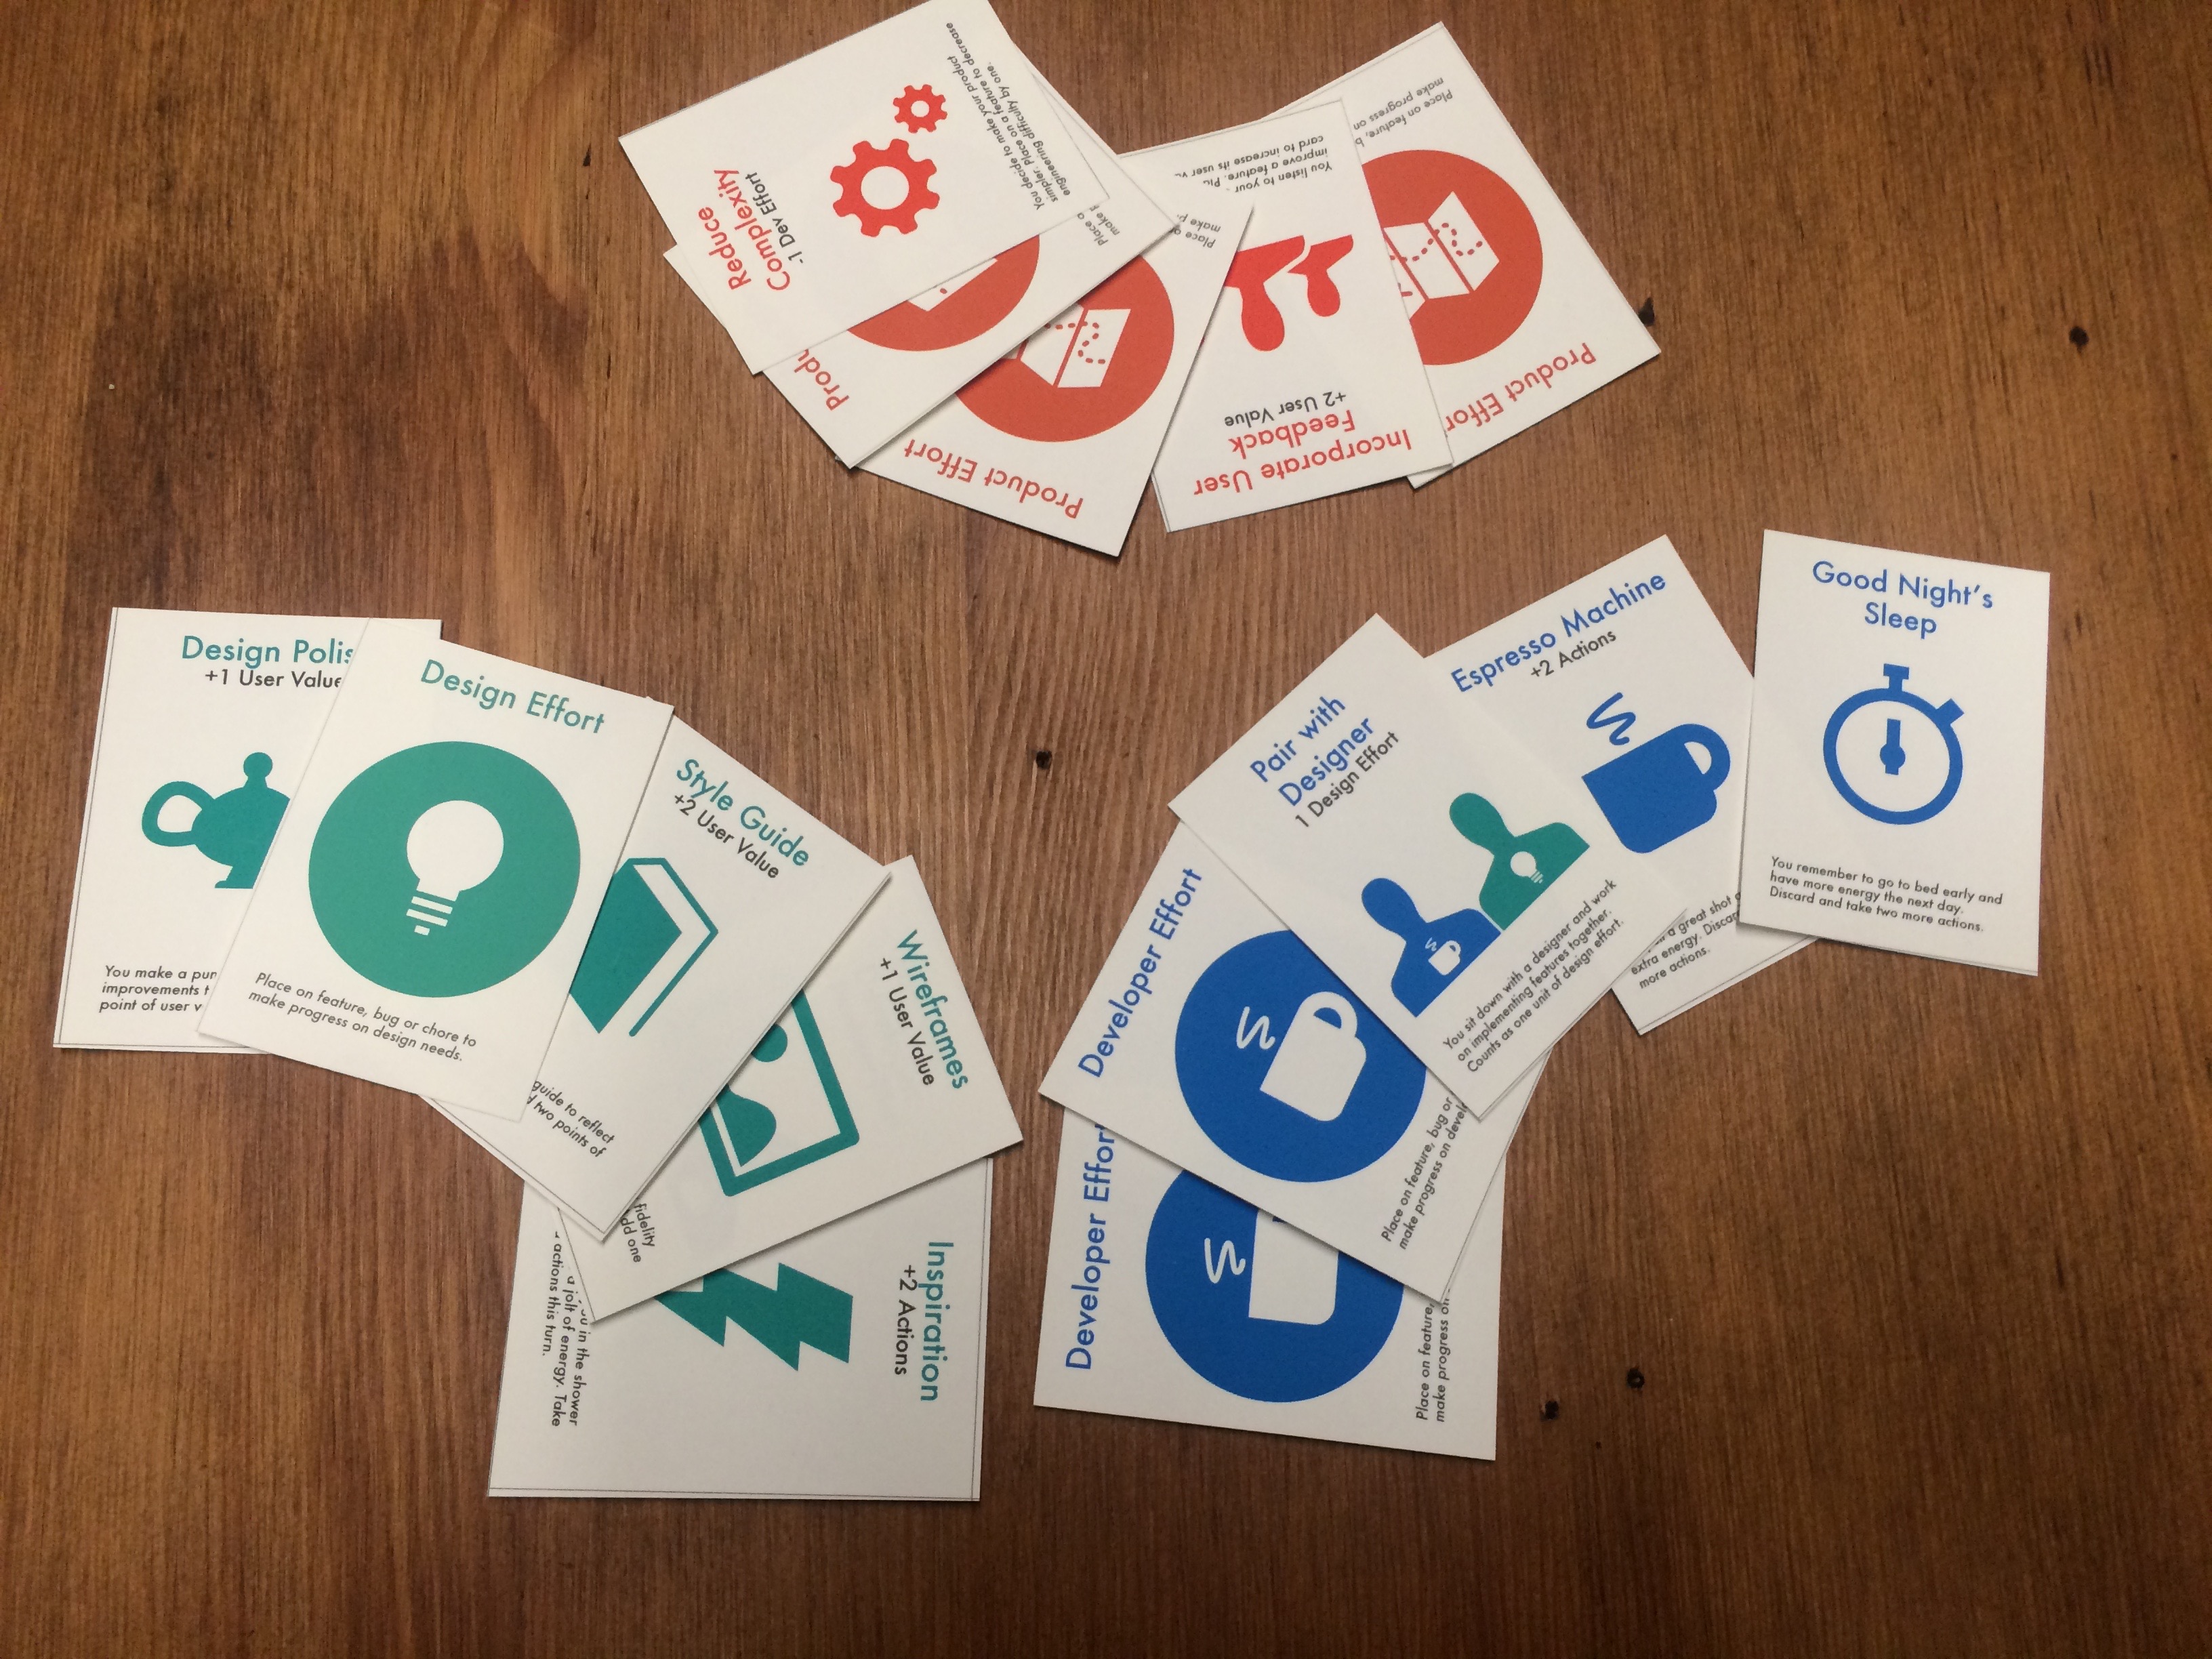 Reduce
Complexity
-1 Dev Effort
You decide to make your product
simpler. Place on a feature to decrease
engineering difficulty by one.
Product Effort
Place
make
Product Effort
Incorporate User
Feedback
+2 User Value
You listen to your
improve a feature.
card to increase its user
Product Effort
Place on feature,
make progress on
Design Polis
+1 User Value
You make a pun
improvements t
point of user v
Design Effort
Place on feature, bug or chore to
make progress on design needs.
Style Guide
+2 User Value
guide to reflect
two points of
Wireframes
+1 User Value
fidelity
add one
Inspiration
+2 Actions
in the shower
a jolt of energy. Take
actions this turn.
Developer Effort
Place on feature,
make progress on
Developer Effort
Place on feature, bug or
make progress on develo
Pair with
Designer
1 Design Effort
You sit down with a designer and work
on implementing features together.
Counts as one unit of design effort.
Espresso Machine
+2 Actions
a great shot
extra energy. Discar
more actions.
Good Night's
Sleep
You remember to go to bed early and
have more energy the next day.
Discard and take two more actions.